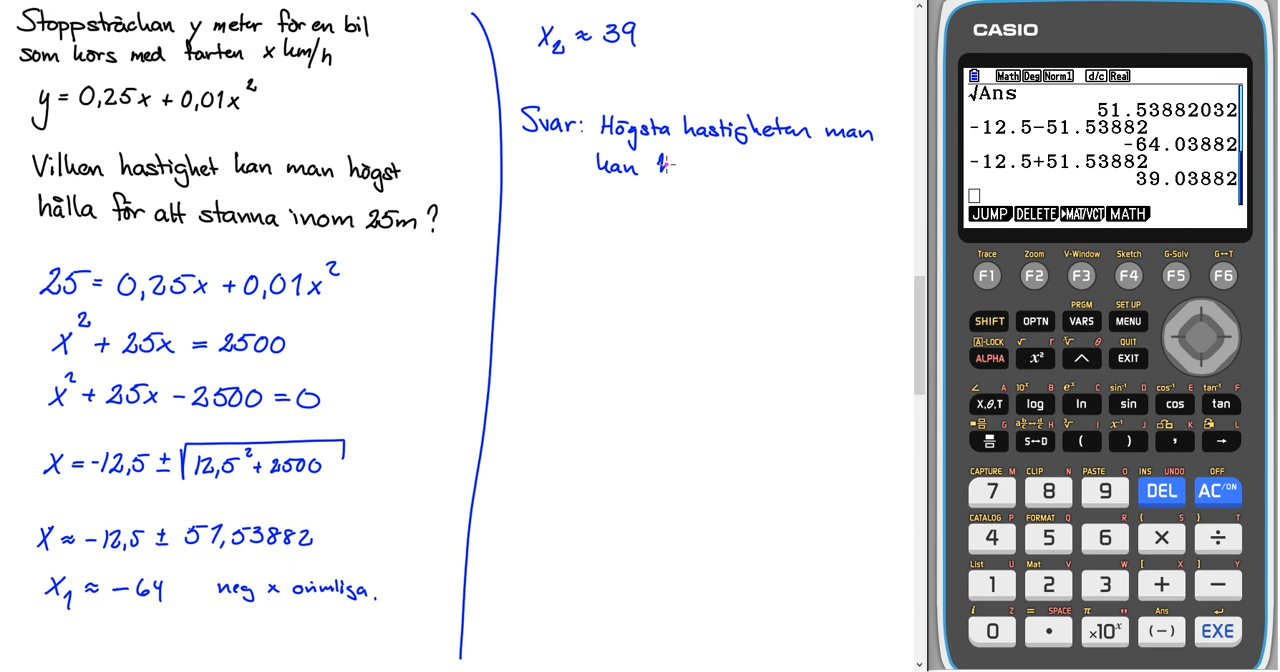 Stoppsträckan y meter för en bil
som körs med farten x km/h
y = 0,25x + 0,01x²
Vilken hastighet kan man högst
hålla för att stanna inom 25m?
25 = 0,25x + 0,01x²
x² + 25x = 2500
x² + 25x - 2500 = 0
x = -12,5 ± √12,5² + 2500
x ≈ -12,5 ± 51,53882
x₁ ≈ -64 neg x orimliga.
x₂ ≈ 39
Svar: Högsta hastigheten man
kan
CASIO
Math Deg Norm1 d/c Real
√Ans
51.53882032
-12.5-51.53882
-64.03882
-12.5+51.53882
39.03882
JUMP DELETE ►MAT/VCT MATH
Trace Zoom V-Window Sketch G-Solv G↔T
F1 F2 F3 F4 F5 F6
PRGM SET UP
SHIFT OPTN VARS MENU
A-LOCK √ r ∛ θ QUIT
ALPHA x² ^ EXIT
∠ A 10ˣ B eˣ C sin⁻¹ D cos⁻¹ E tan⁻¹ F
X,θ,T log ln sin cos tan
G a b/c↔d/c H ∛ I x⁻¹ J K L
S↔D ( ) , →
CAPTURE M CLIP N PASTE O INS UNDO OFF
7 8 9 DEL AC/ON
CATALOG P FORMAT Q R { S } T
4 5 6 × ÷
List U Mat V W [ X ] Y
1 2 3 + −
i Z = SPACE π " Ans ↵
0 • ×10ˣ (−) EXE